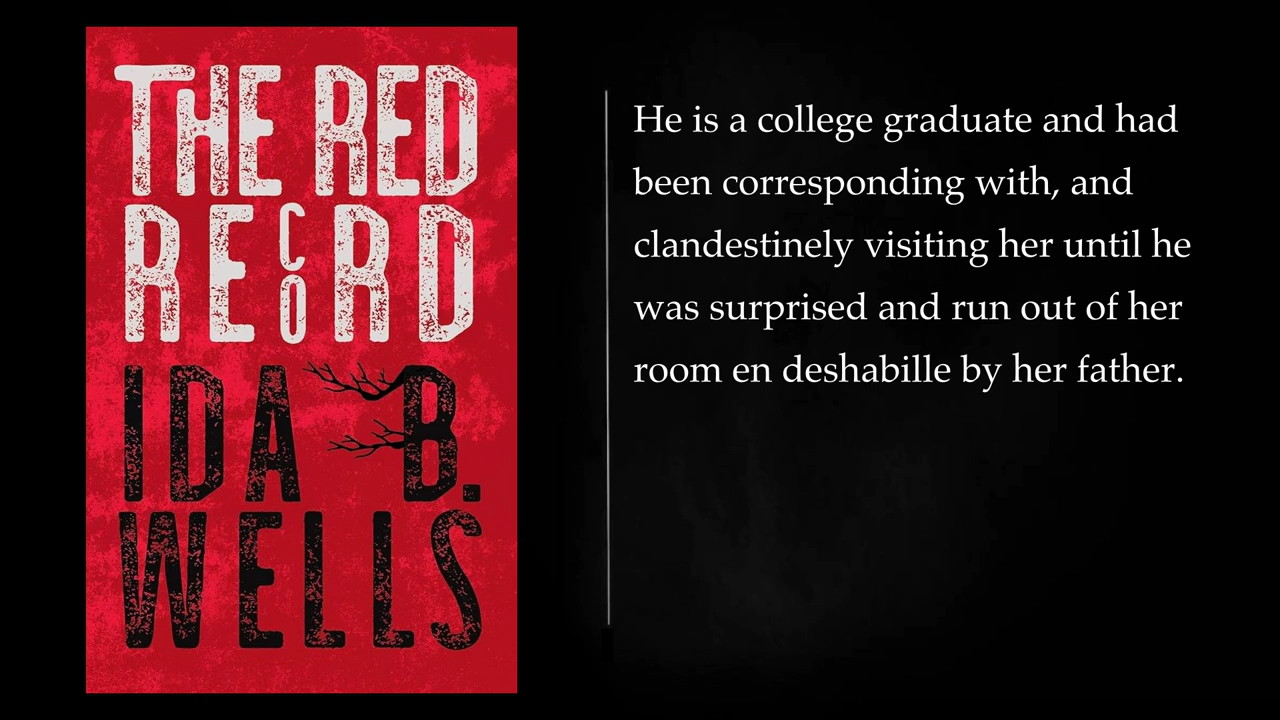 THE RED
RECORD
IDA B.
WELLS
He is a college graduate and had
been corresponding with, and
clandestinely visiting her until he
was surprised and run out of her
room en deshabille by her father.